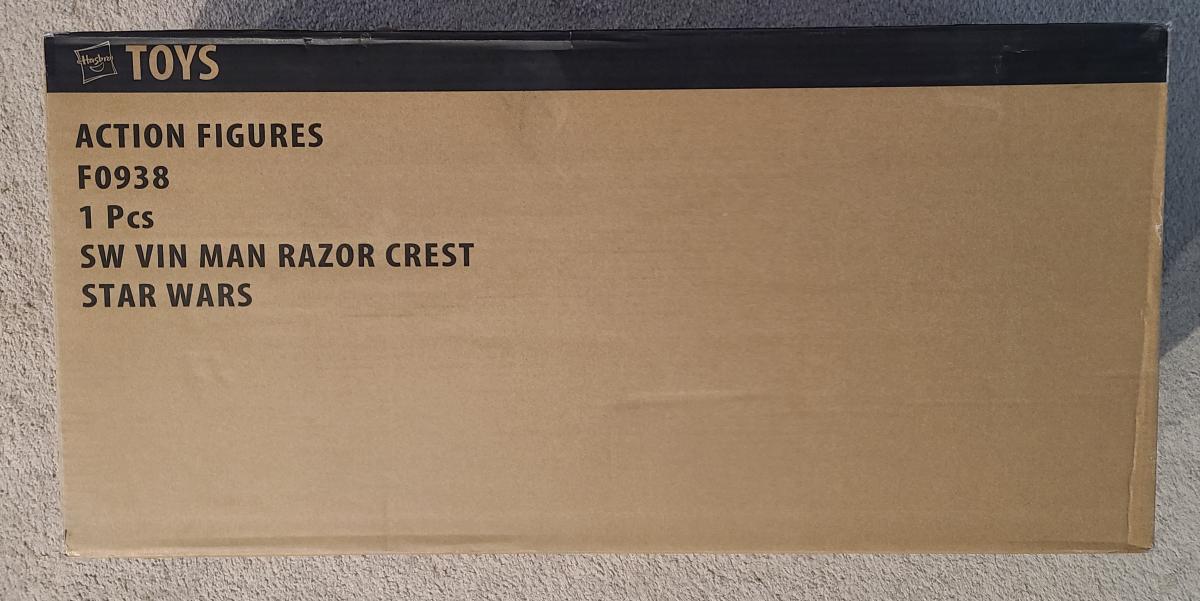 Hasbro TOYS
ACTION FIGURES
F0938
1 Pcs
SW VIN MAN RAZOR CREST
STAR WARS